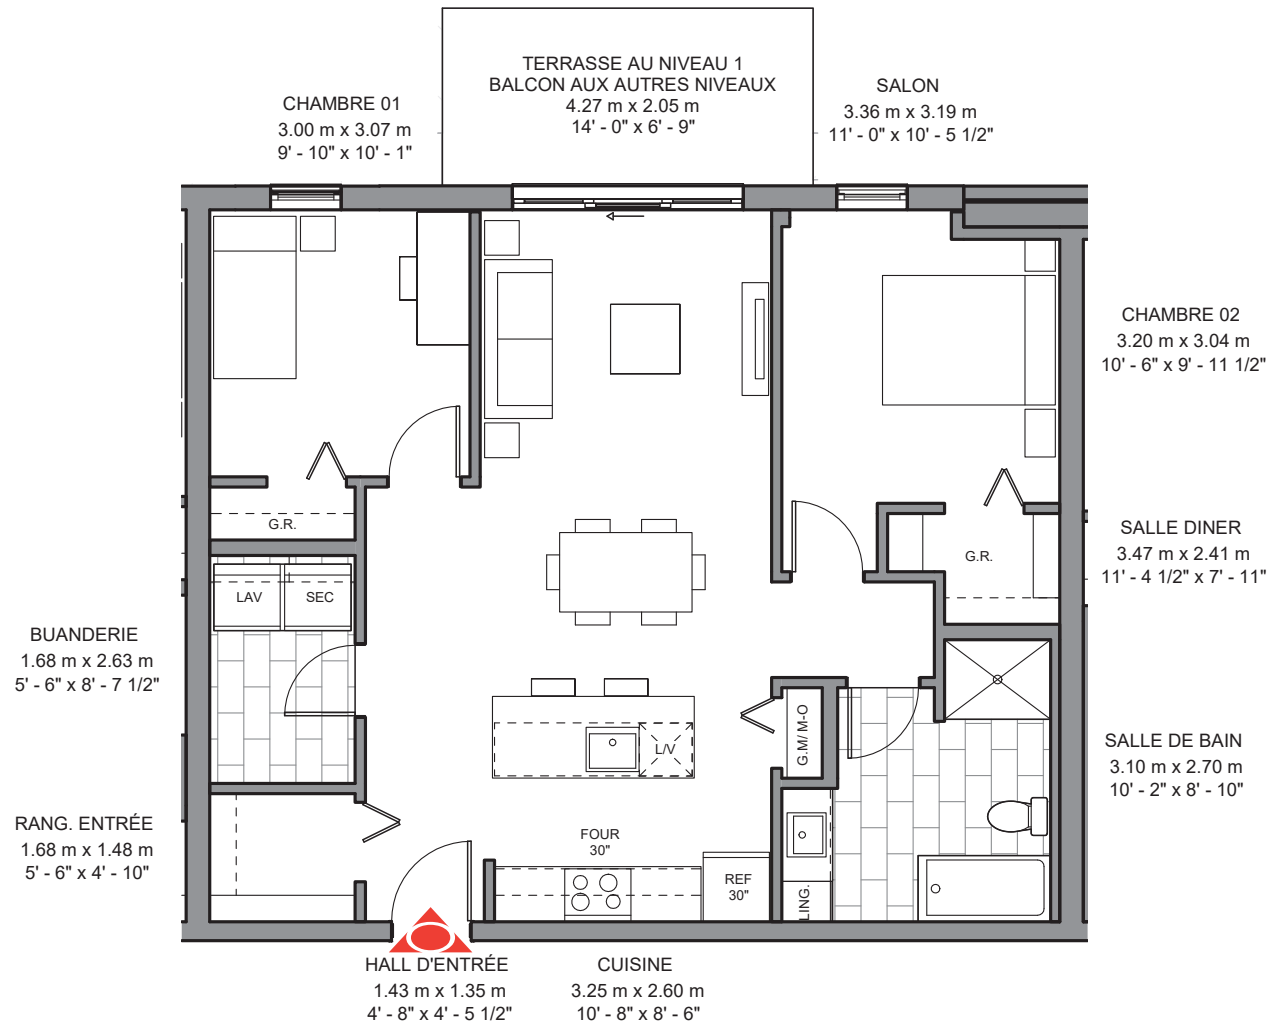 TERRASSE AU NIVEAU 1
BALCON AUX AUTRES NIVEAUX
4.27 m x 2.05 m
14' - 0" x 6' - 9"
CHAMBRE 01
3.00 m x 3.07 m
9' - 10" x 10' - 1"
SALON
3.36 m x 3.19 m
11' - 0" x 10' - 5 1/2"
CHAMBRE 02
3.20 m x 3.04 m
10' - 6" x 9' - 11 1/2"
G.R.
G.R.
SALLE DINER
3.47 m x 2.41 m
11' - 4 1/2" x 7' - 11"
LAV
SEC
BUANDERIE
1.68 m x 2.63 m
5' - 6" x 8' - 7 1/2"
L/V
G.M/ M-O
SALLE DE BAIN
3.10 m x 2.70 m
10' - 2" x 8' - 10"
RANG. ENTRÉE
1.68 m x 1.48 m
5' - 6" x 4' - 10"
FOUR
30"
REF
30"
LING.
HALL D'ENTRÉE
1.43 m x 1.35 m
4' - 8" x 4' - 5 1/2"
CUISINE
3.25 m x 2.60 m
10' - 8" x 8' - 6"